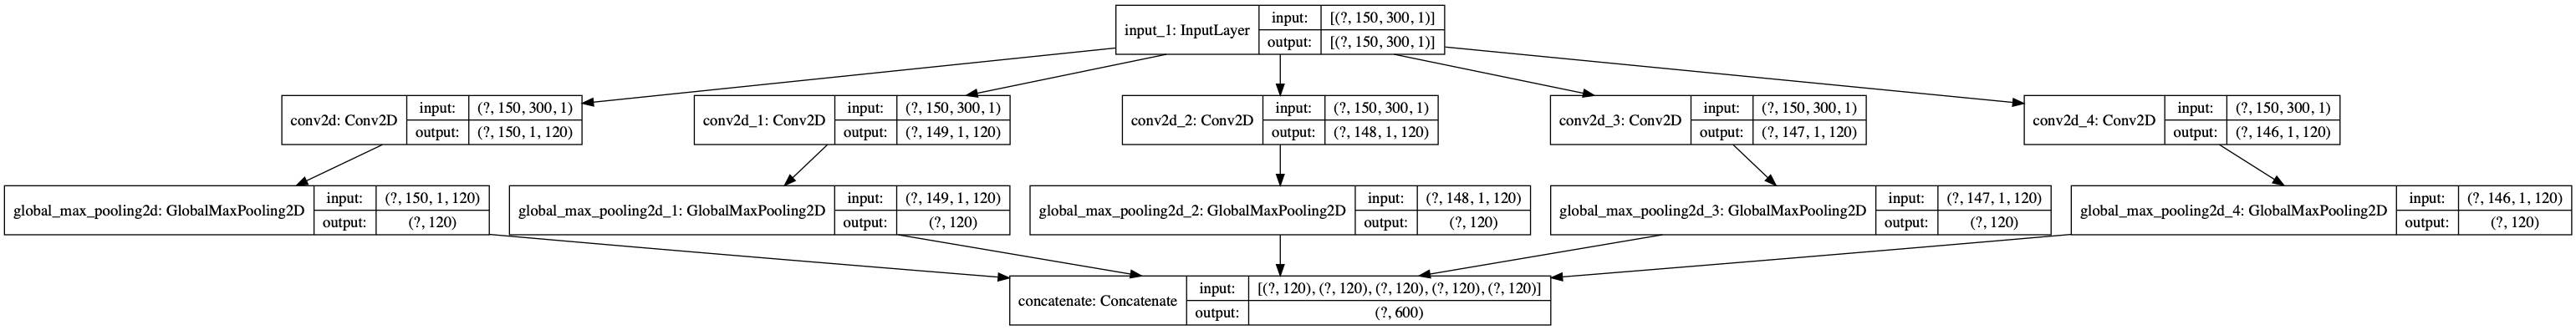 input_1: InputLayer
input: [(?, 150, 300, 1)]
output: [(?, 150, 300, 1)]
conv2d: Conv2D
input: (?, 150, 300, 1)
output: (?, 150, 1, 120)
conv2d_1: Conv2D
input: (?, 150, 300, 1)
output: (?, 149, 1, 120)
conv2d_2: Conv2D
input: (?, 150, 300, 1)
output: (?, 148, 1, 120)
conv2d_3: Conv2D
input: (?, 150, 300, 1)
output: (?, 147, 1, 120)
conv2d_4: Conv2D
input: (?, 150, 300, 1)
output: (?, 146, 1, 120)
global_max_pooling2d: GlobalMaxPooling2D
input: (?, 150, 1, 120)
output: (?, 120)
global_max_pooling2d_1: GlobalMaxPooling2D
input: (?, 149, 1, 120)
output: (?, 120)
global_max_pooling2d_2: GlobalMaxPooling2D
input: (?, 148, 1, 120)
output: (?, 120)
global_max_pooling2d_3: GlobalMaxPooling2D
input: (?, 147, 1, 120)
output: (?, 120)
global_max_pooling2d_4: GlobalMaxPooling2D
input: (?, 146, 1, 120)
output: (?, 120)
concatenate: Concatenate
input: [(?, 120), (?, 120), (?, 120), (?, 120), (?, 120)]
output: (?, 600)